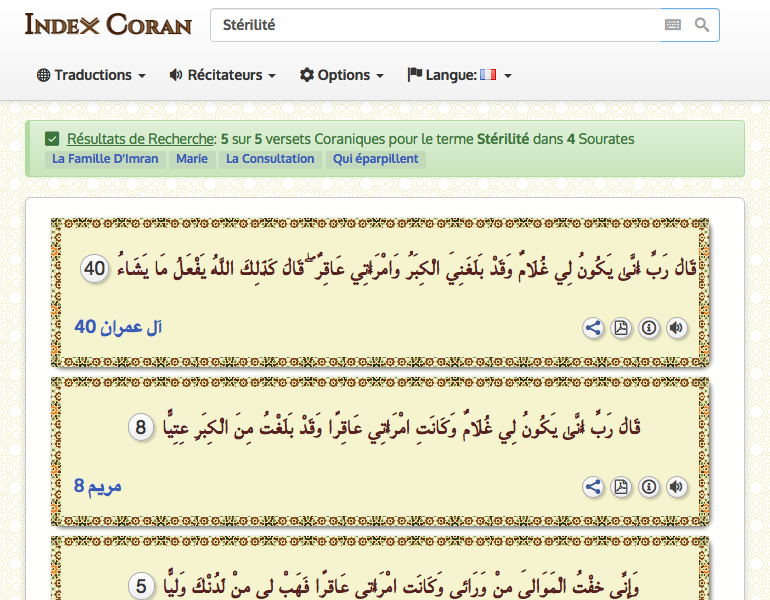 INDEX CORAN
Stérilité
Traductions Récitateurs Options Langue:
Résultats de Recherche: 5 sur 5 versets Coraniques pour le terme Stérilité dans 4 Sourates
La Famille D'Imran Marie La Consultation Qui éparpillent
قَالَ رَبِّ أَنَّىٰ يَكُونُ لِي غُلَامٌ وَقَدْ بَلَغَنِيَ الْكِبَرُ وَامْرَأَتِي عَاقِرٌ ۖ قَالَ كَذَٰلِكَ اللَّهُ يَفْعَلُ مَا يَشَاءُ 40
آل عمران 40
قَالَ رَبِّ أَنَّىٰ يَكُونُ لِي غُلَامٌ وَكَانَتِ امْرَأَتِي عَاقِرًا وَقَدْ بَلَغْتُ مِنَ الْكِبَرِ عِتِيًّا 8
مريم 8
وَإِنِّي خِفْتُ الْمَوَالِيَ مِنْ وَرَائِي وَكَانَتِ امْرَأَتِي عَاقِرًا فَهَبْ لِي مِنْ لَدُنْكَ وَلِيًّا 5